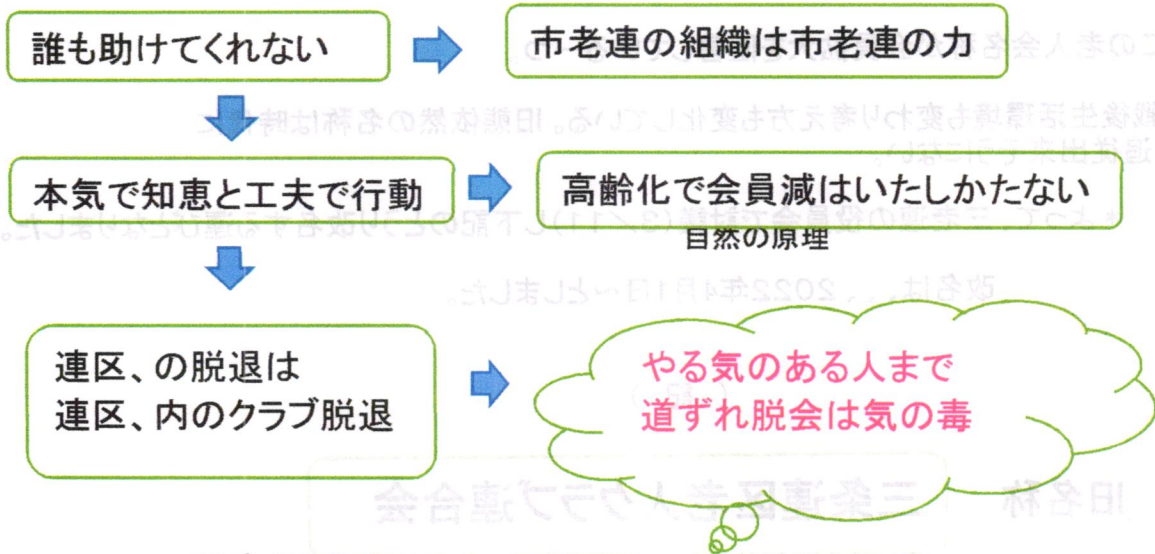 誰も助けてくれない
市老連の組織は市老連の力
本気で知恵と工夫で行動
高齢化で会員減はいたしかたない
自然の原理
連区、の脱退は
連区、内のクラブ脱退
やる気のある人まで
道ずれ脱会は気の毒